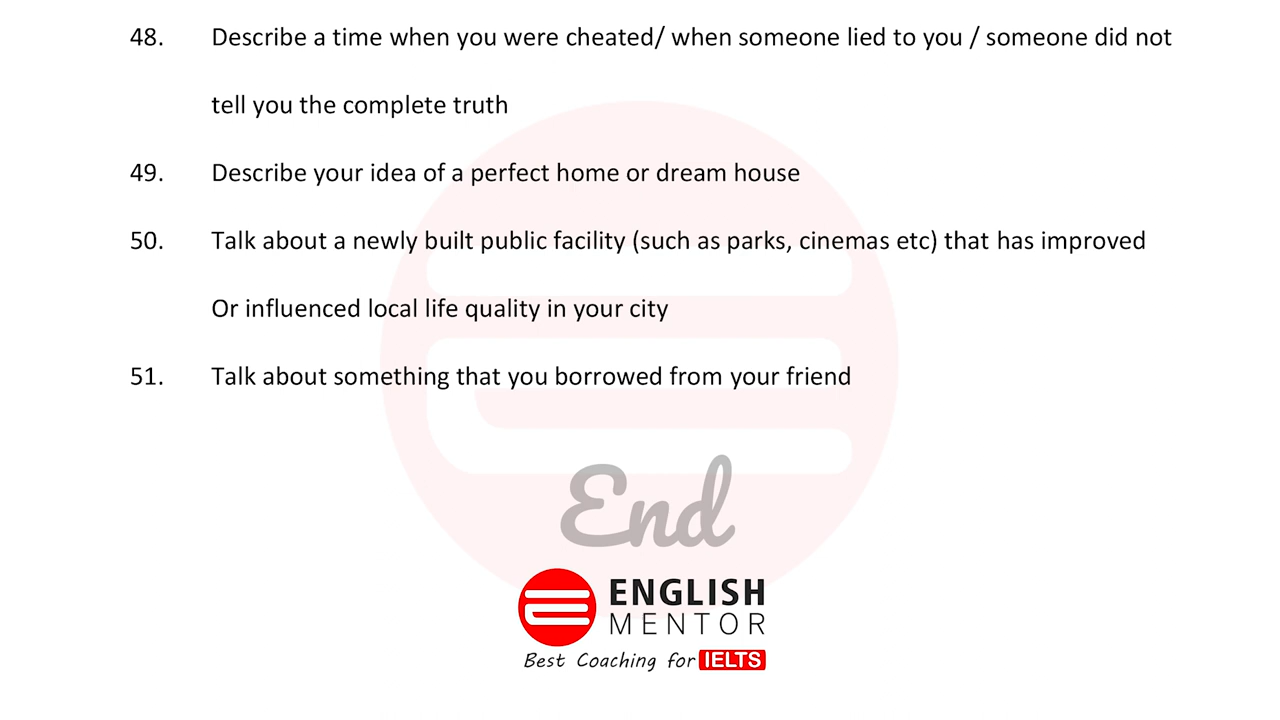 48. Describe a time when you were cheated/ when someone lied to you / someone did not
tell you the complete truth
49. Describe your idea of a perfect home or dream house
50. Talk about a newly built public facility (such as parks, cinemas etc) that has improved
Or influenced local life quality in your city
51. Talk about something that you borrowed from your friend
End
ENGLISH
MENTOR
Best Coaching for IELTS